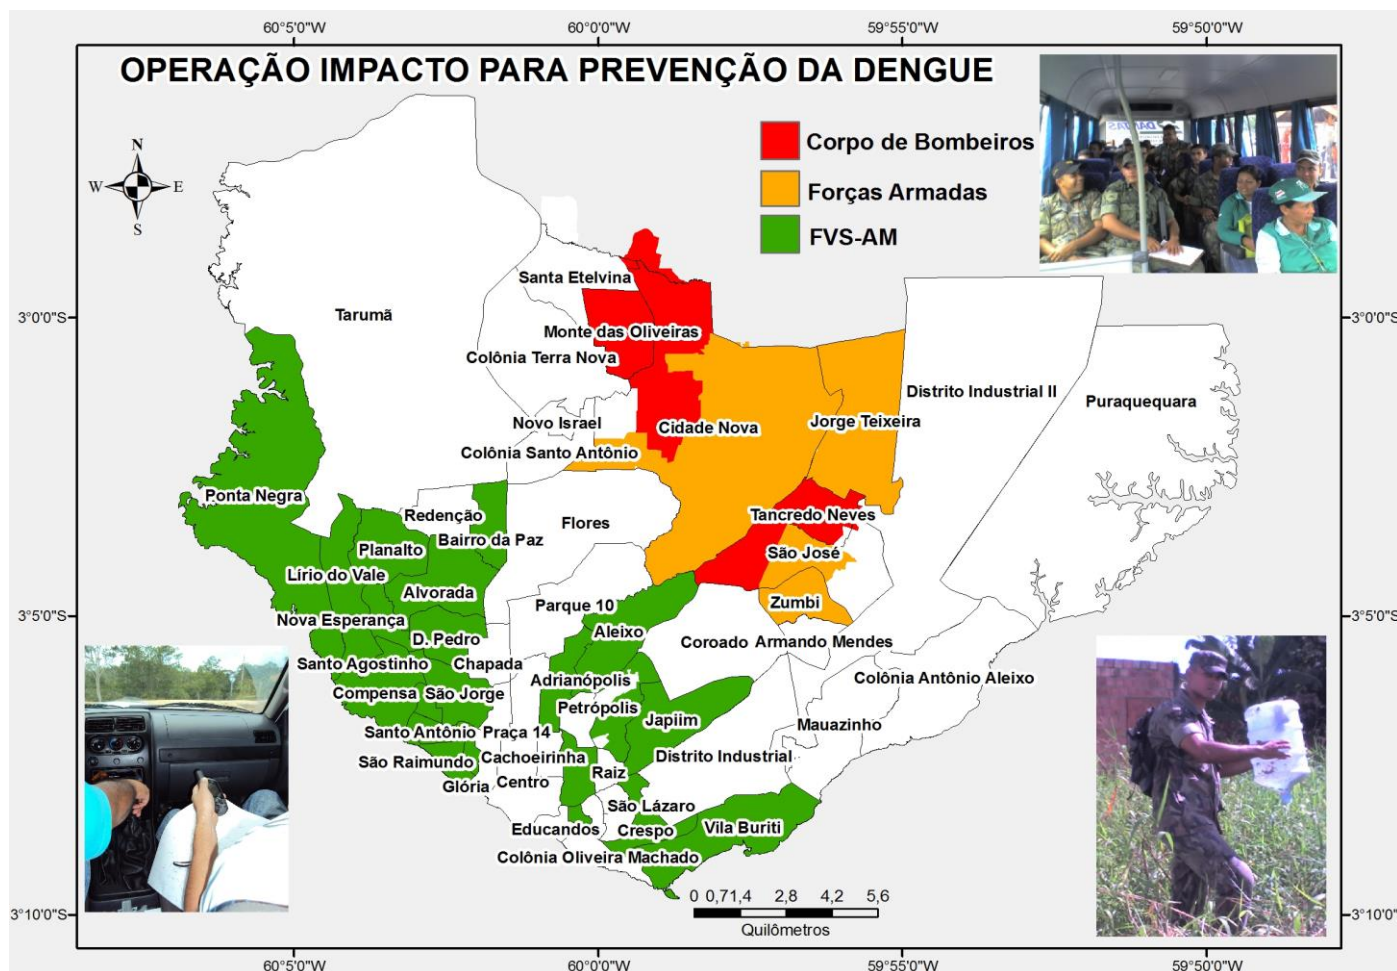 60°5'0"W 60°0'0"W 59°55'0"W 59°50'0"W
OPERAÇÃO IMPACTO PARA PREVENÇÃO DA DENGUE
N
W E
S
Corpo de Bombeiros
Forças Armadas
FVS-AM
3°0'0"S
3°0'0"S
Santa Etelvina
Tarumã
Monte das Oliveiras
Colônia Terra Nova
Distrito Industrial II
Puraquequara
Novo Israel
Cidade Nova
Jorge Teixeira
Colônia Santo Antônio
Ponta Negra
Redenção
Flores
Tancredo Neves
Bairro da Paz
Planalto
São José
Lírio do Vale
Alvorada
Zumbi
Parque 10
3°5'0"S
3°5'0"S
Nova Esperança
Aleixo
D. Pedro
Coroado
Armando Mendes
Santo Agostinho
Chapada
Adrianópolis
Colônia Antônio Aleixo
Compensa
São Jorge
Petrópolis
Japiim
Mauazinho
Santo Antônio
Praça 14
Cachoeirinha
Distrito Industrial
São Raimundo
Raiz
Glória
Centro
São Lázaro
Educandos
Crespo
Vila Buriti
Colônia Oliveira Machado
0 0,71,4 2,8 4,2 5,6
Quilômetros
3°10'0"S
3°10'0"S
60°5'0"W 60°0'0"W 59°55'0"W 59°50'0"W